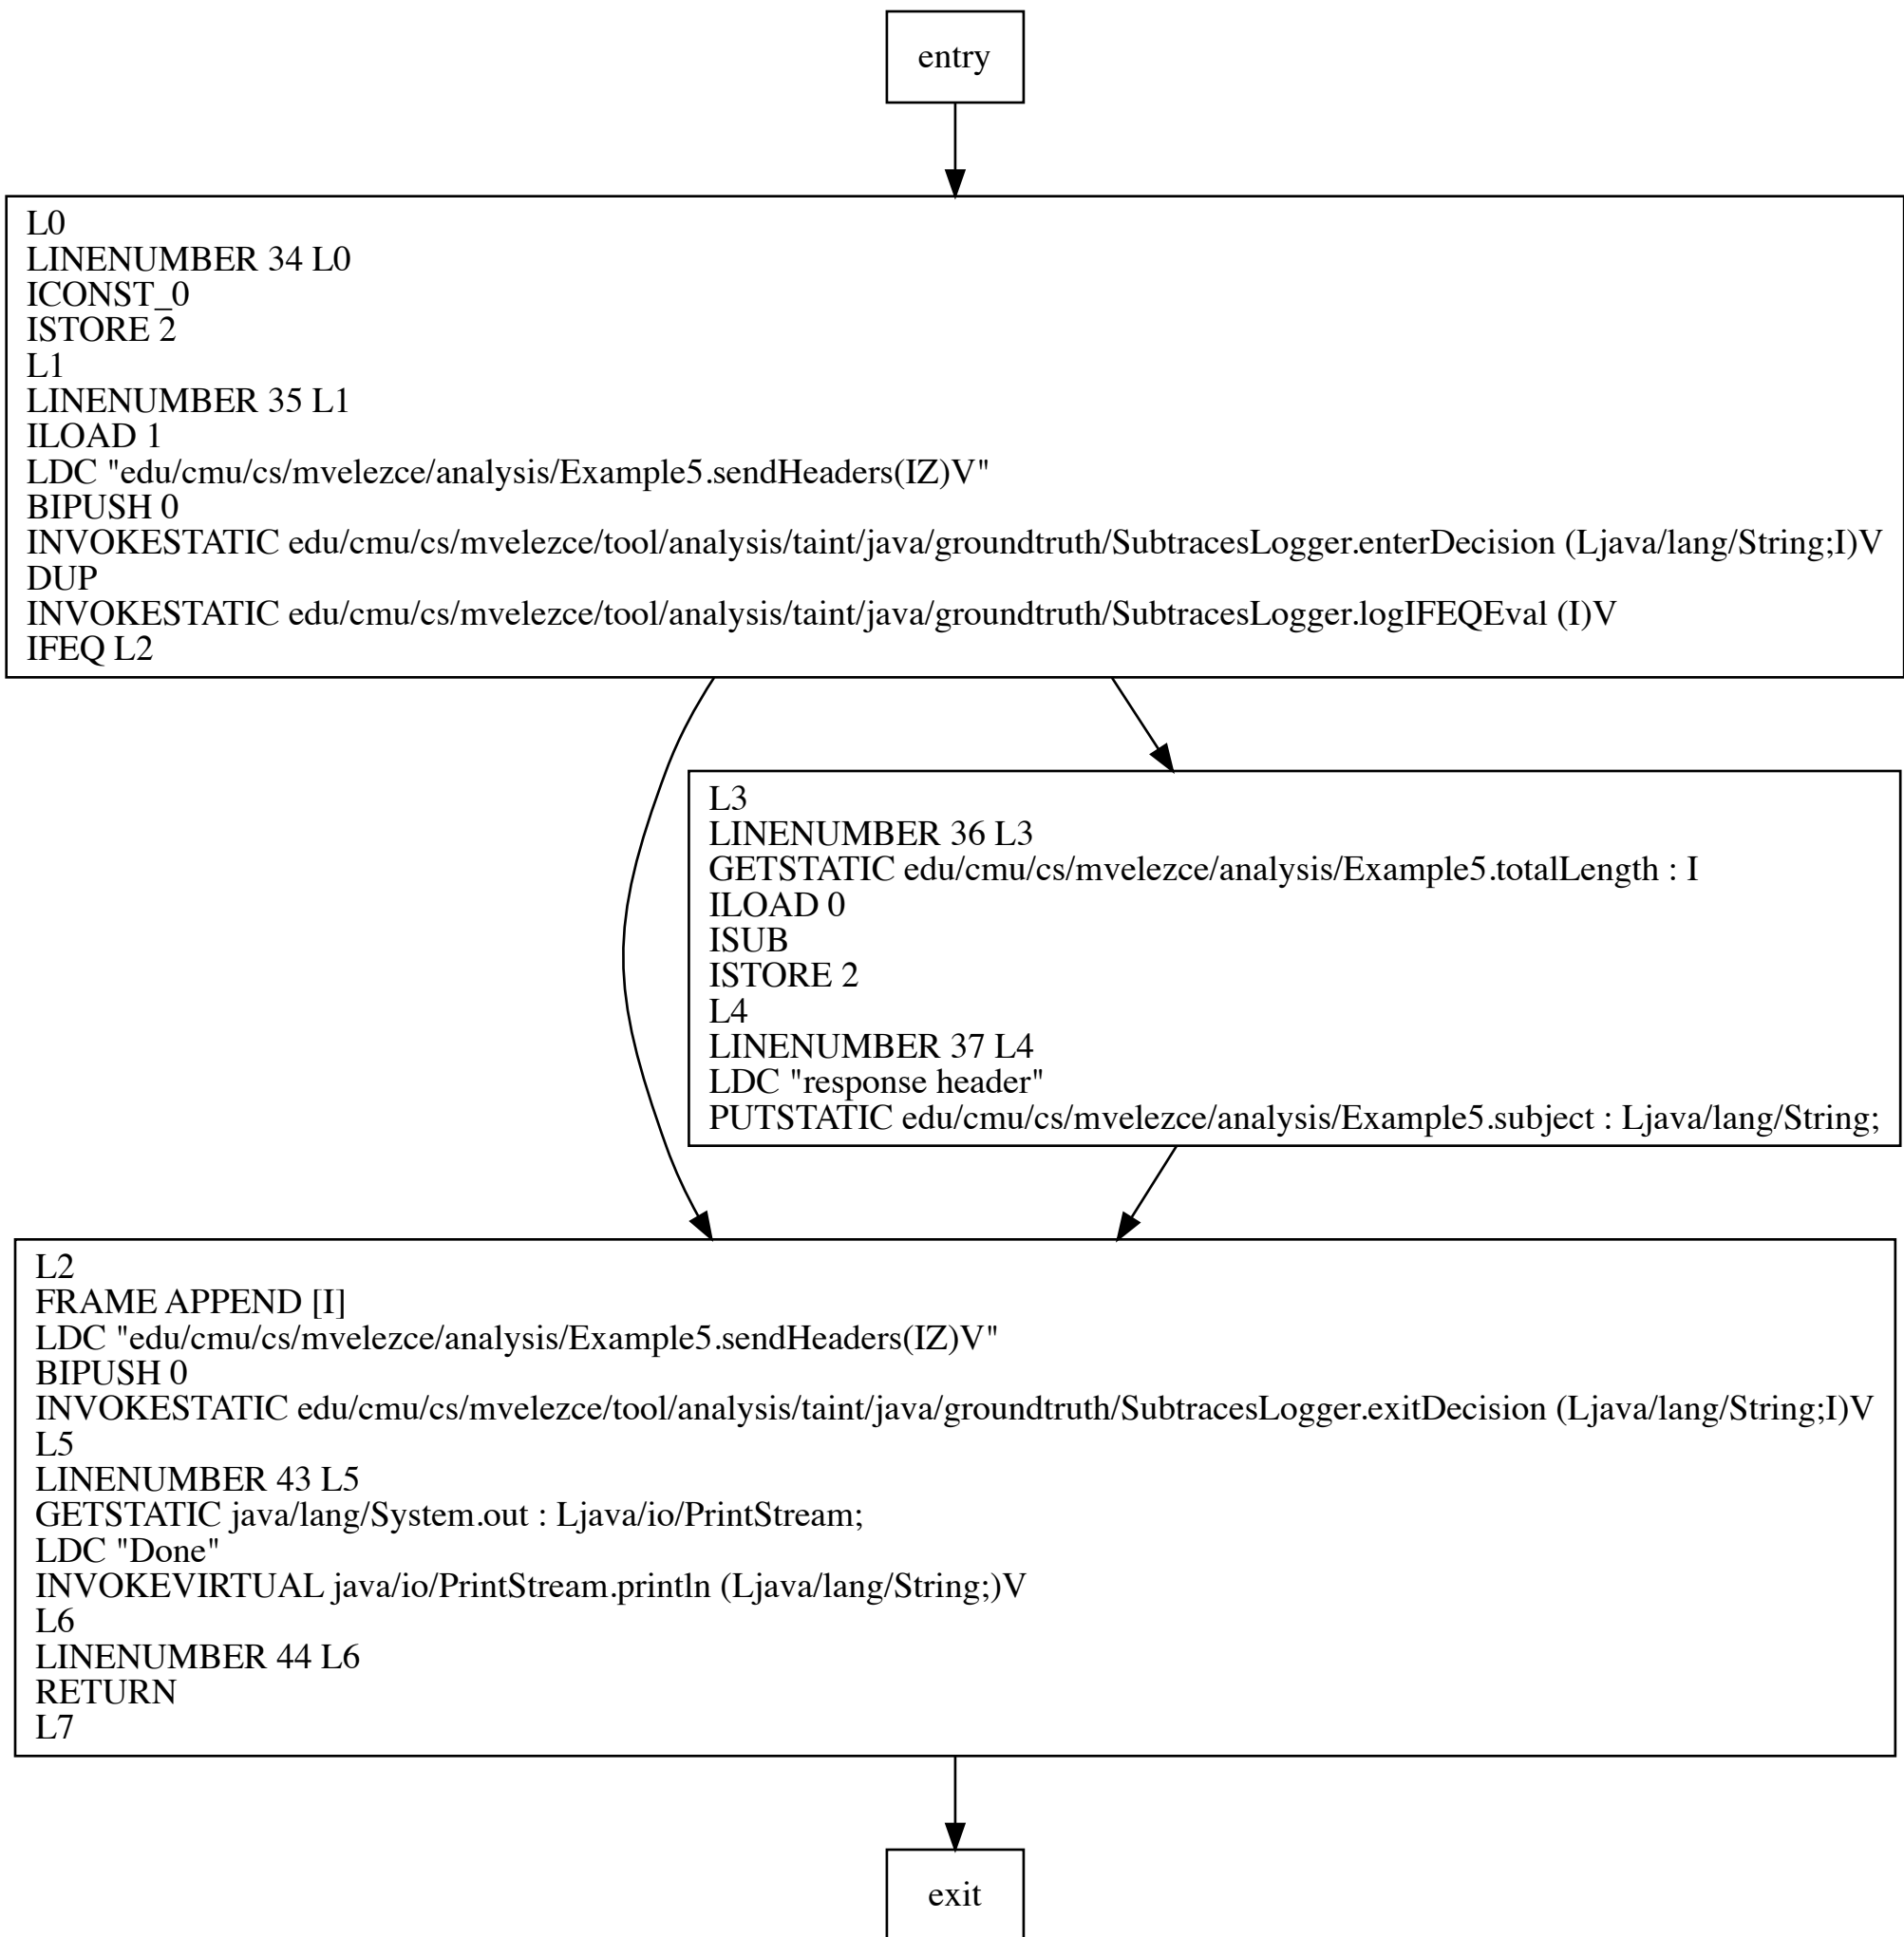 entry
L0
LINENUMBER 34 L0
ICONST_0
ISTORE 2
L1
LINENUMBER 35 L1
ILOAD 1
LDC "edu/cmu/cs/mvelezce/analysis/Example5.sendHeaders(IZ)V"
BIPUSH 0
INVOKESTATIC edu/cmu/cs/mvelezce/tool/analysis/taint/java/groundtruth/SubtracesLogger.enterDecision (Ljava/lang/String;I)V
DUP
INVOKESTATIC edu/cmu/cs/mvelezce/tool/analysis/taint/java/groundtruth/SubtracesLogger.logIFEQEval (I)V
IFEQ L2
L3
LINENUMBER 36 L3
GETSTATIC edu/cmu/cs/mvelezce/analysis/Example5.totalLength : I
ILOAD 0
ISUB
ISTORE 2
L4
LINENUMBER 37 L4
LDC "response header"
PUTSTATIC edu/cmu/cs/mvelezce/analysis/Example5.subject : Ljava/lang/String;
L2
FRAME APPEND [I]
LDC "edu/cmu/cs/mvelezce/analysis/Example5.sendHeaders(IZ)V"
BIPUSH 0
INVOKESTATIC edu/cmu/cs/mvelezce/tool/analysis/taint/java/groundtruth/SubtracesLogger.exitDecision (Ljava/lang/String;I)V
L5
LINENUMBER 43 L5
GETSTATIC java/lang/System.out : Ljava/io/PrintStream;
LDC "Done"
INVOKEVIRTUAL java/io/PrintStream.println (Ljava/lang/String;)V
L6
LINENUMBER 44 L6
RETURN
L7
exit